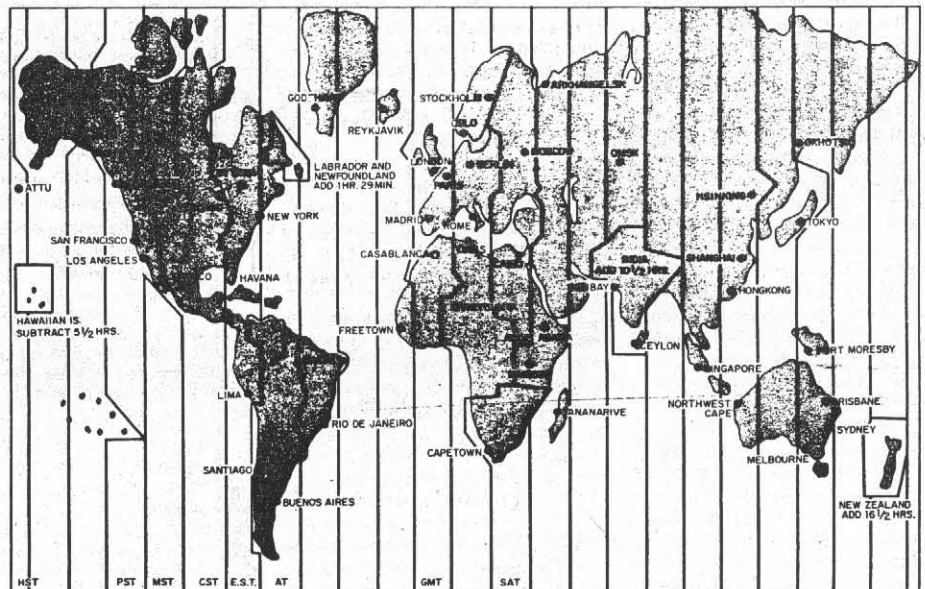 GODTHAB
STOCKHOLM
ARKHANGELSK
REYKJAVIK
OSLO
LABRADOR AND
NEWFOUNDLAND
ADD 1 HR. 29 MIN.
LONDON
BERLIN
MOSCOW
OMSK
OKHOTSK
PARIS
ATTU
HSINKING
NEW YORK
MADRID
ROME
TOKYO
SAN FRANCISCO
LOS ANGELES
CASABLANCA
CAIRO
INDIA
ADD 10½ HRS.
SHANGHAI
HAVANA
BAY
HONGKONG
HAWAIIAN IS.
SUBTRACT 5½ HRS.
FREETOWN
CEYLON
PORT MORESBY
SINGAPORE
LIMA
TANANARIVE
NORTHWEST
CAPE
BRISBANE
RIO DE JANEIRO
SYDNEY
CAPETOWN
MELBOURNE
SANTIAGO
BUENOS AIRES
NEW ZEALAND
ADD 16½ HRS.
HST PST MST CST E.S.T. AT GMT SAT